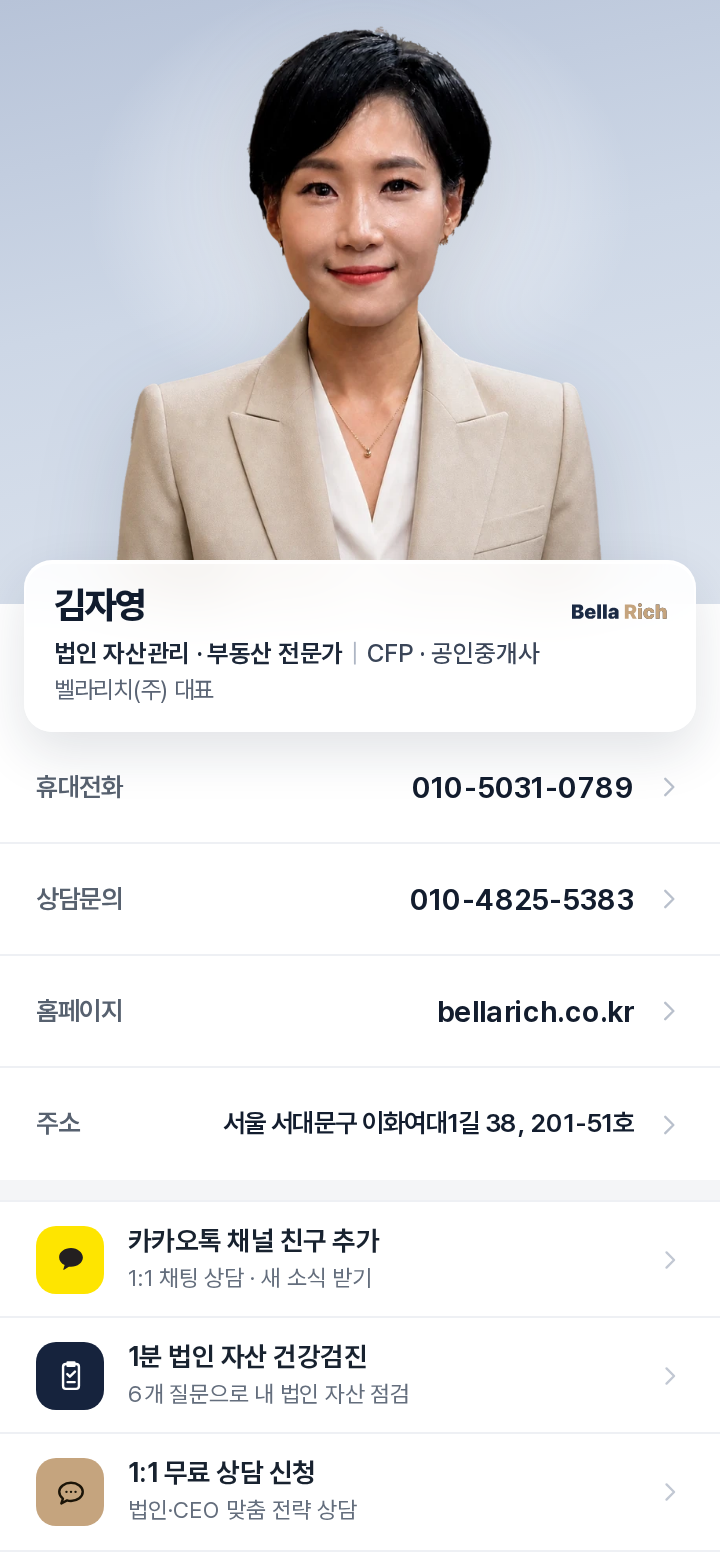 김자영
Bella Rich
법인 자산관리 · 부동산 전문가 | CFP · 공인중개사
벨라리치(주) 대표
휴대전화 010-5031-0789
상담문의 010-4825-5383
홈페이지 bellarich.co.kr
주소 서울 서대문구 이화여대1길 38, 201-51호
카카오톡 채널 친구 추가
1:1 채팅 상담 · 새 소식 받기
1분 법인 자산 건강검진
6개 질문으로 내 법인 자산 점검
1:1 무료 상담 신청
법인·CEO 맞춤 전략 상담